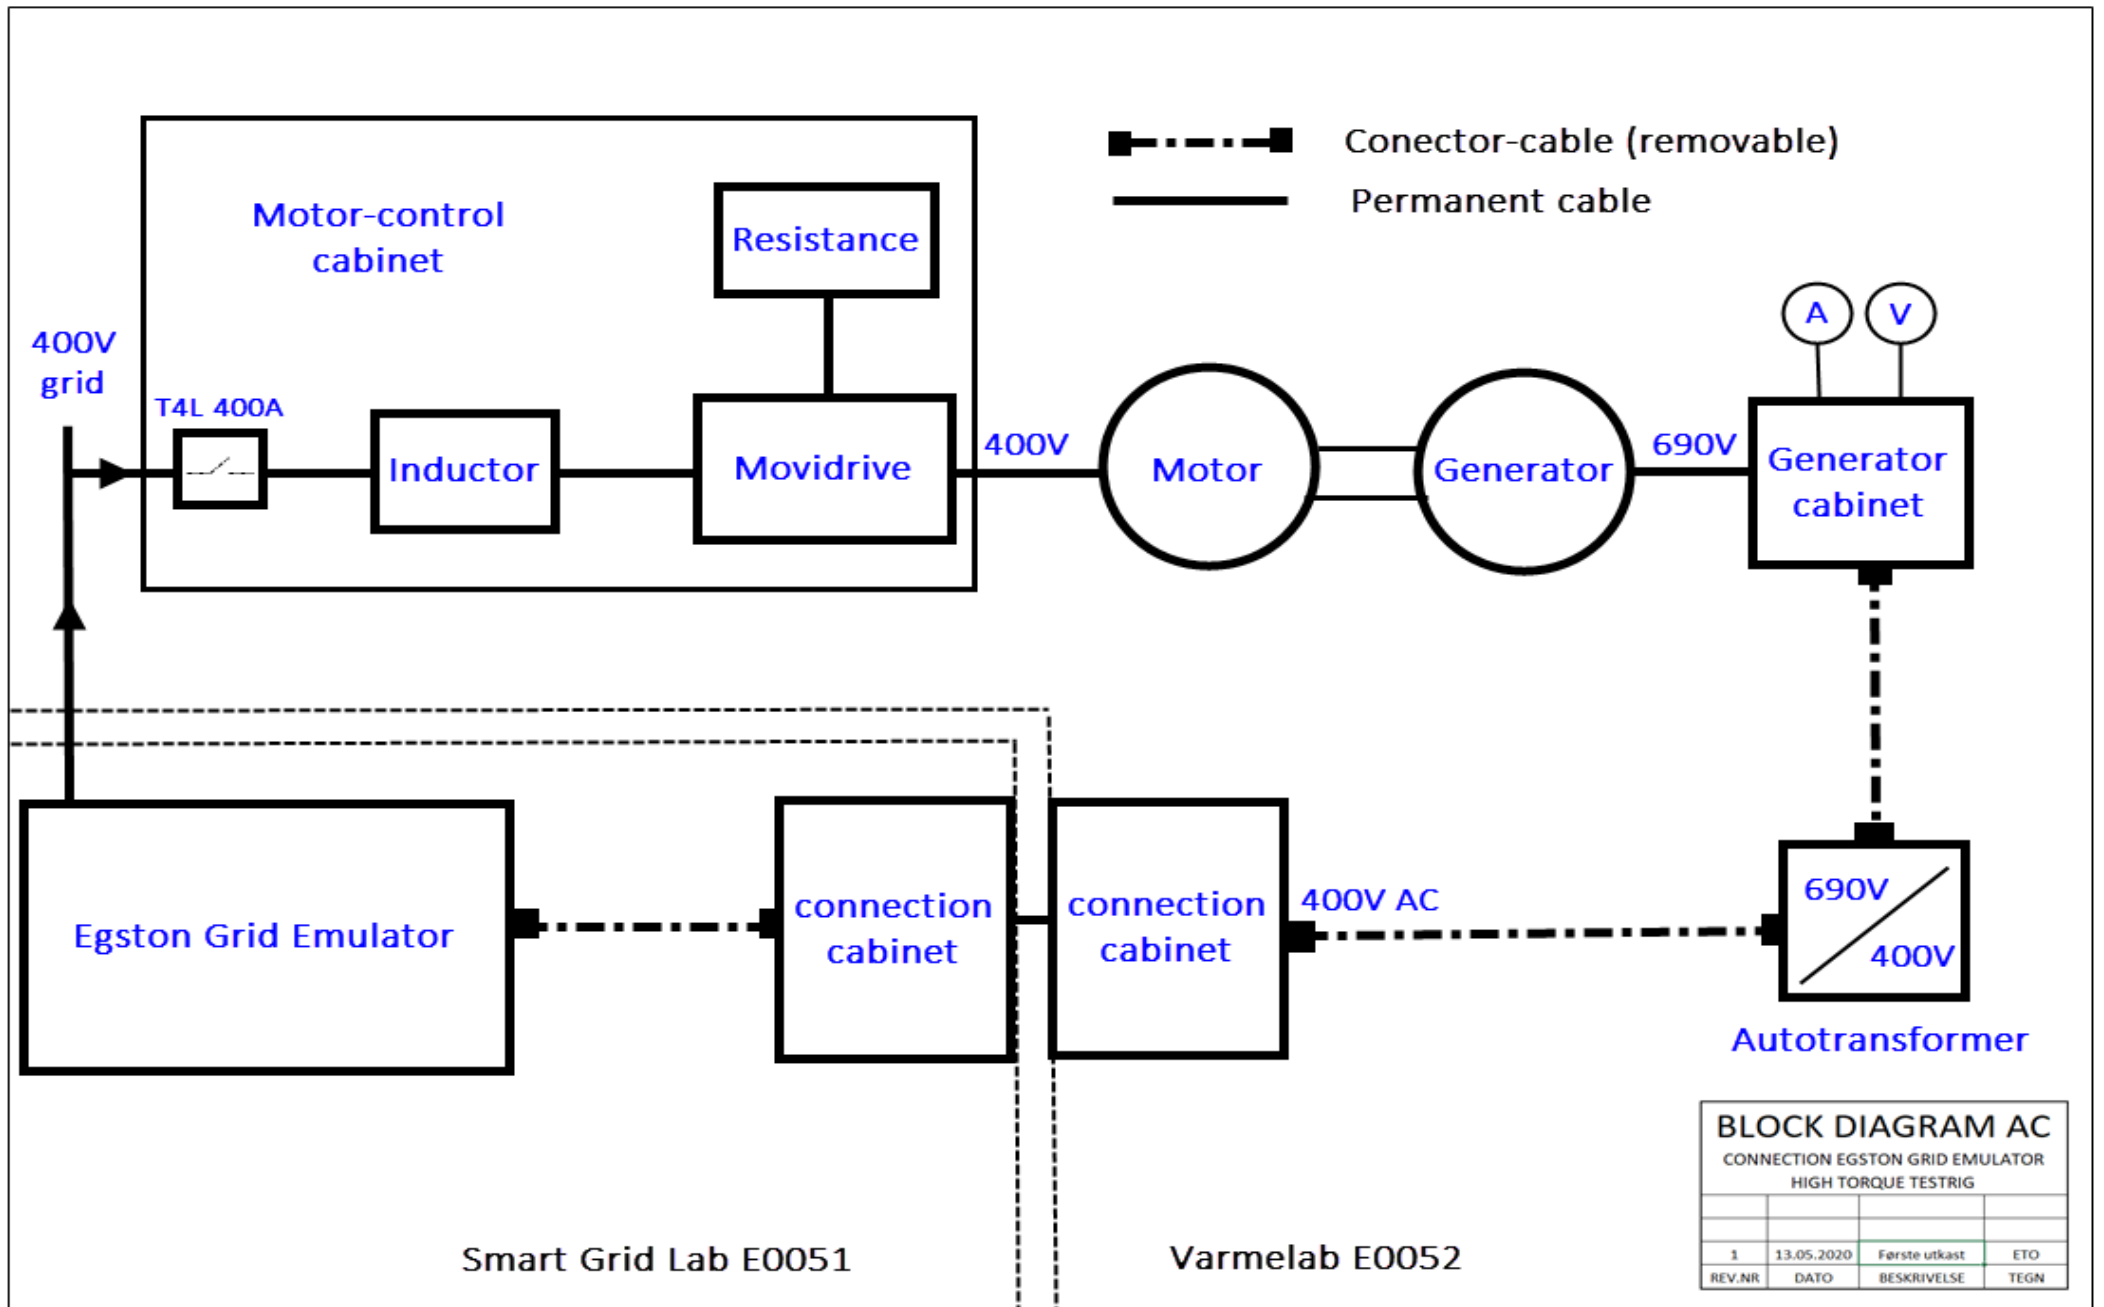 Conector-cable (removable)
Permanent cable
Motor-control
cabinet
Resistance
400V
grid
T4L 400A
Inductor
Movidrive
400V
Motor
Generator
690V
A
V
Generator
cabinet
Egston Grid Emulator
connection
cabinet
connection
cabinet
400V AC
690V
400V
Autotransformer
Smart Grid Lab E0051
Varmelab E0052
BLOCK DIAGRAM AC
CONNECTION EGSTON GRID EMULATOR
HIGH TORQUE TESTRIG
1 13.05.2020 Første utkast ETO
REV.NR DATO BESKRIVELSE TEGN